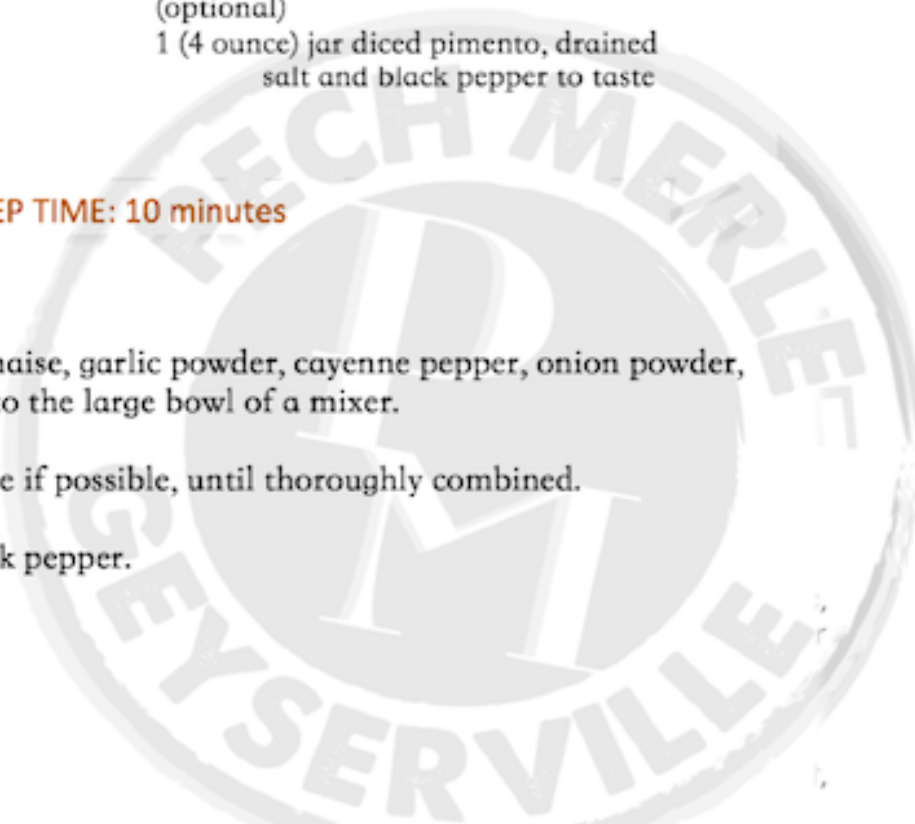 (optional)
1 (4 ounce) jar diced pimento, drained
salt and black pepper to taste
PECH MERLE
EP TIME: 10 minutes
naise, garlic powder, cayenne pepper, onion powder,
to the large bowl of a mixer.
e if possible, until thoroughly combined.
k pepper.
PM
GEYSERVILLE